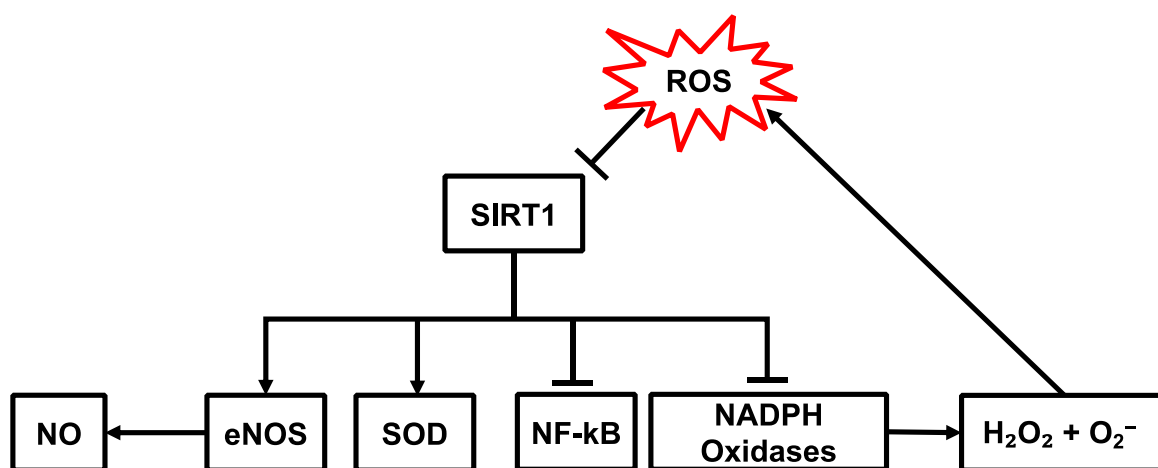 ROS
SIRT1
NO
eNOS
SOD
NF-kB
NADPH
Oxidases
H₂O₂ + O₂⁻